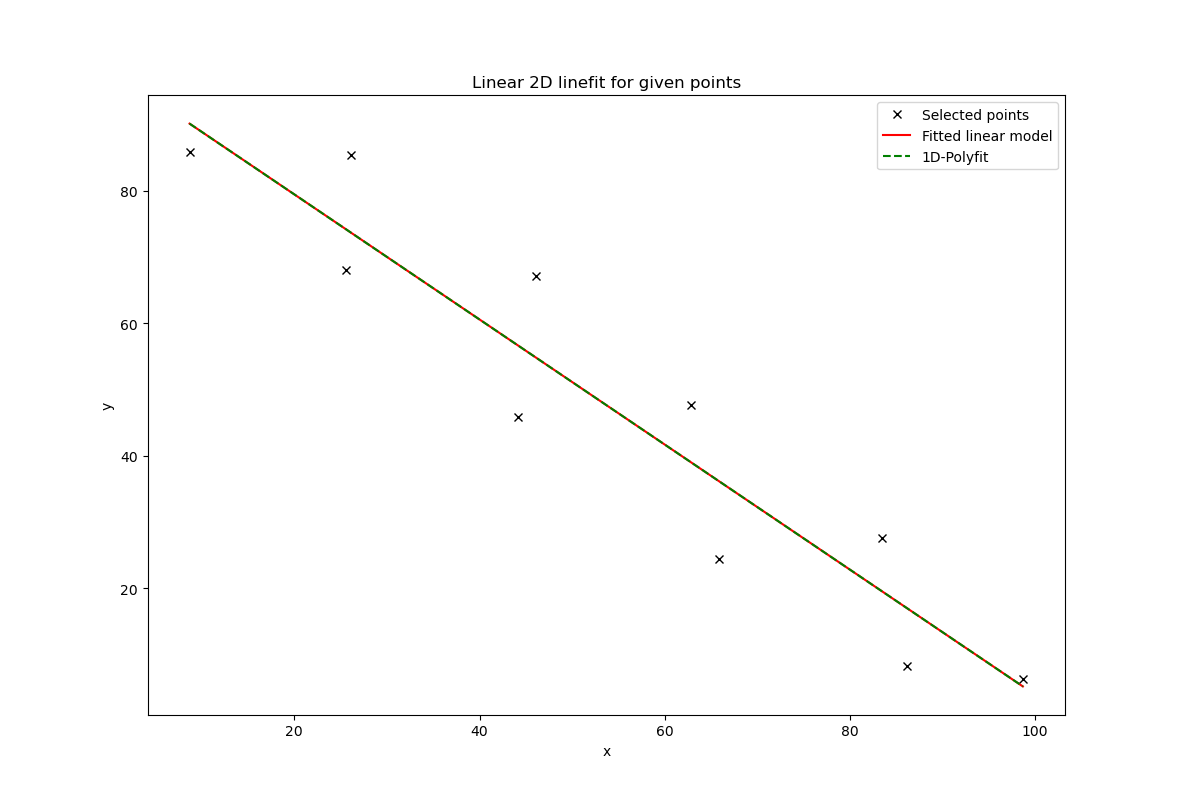 Linear 2D linefit for given points
Selected points
Fitted linear model
1D-Polyfit
80
60
40
20
y
20 40 60 80 100
x